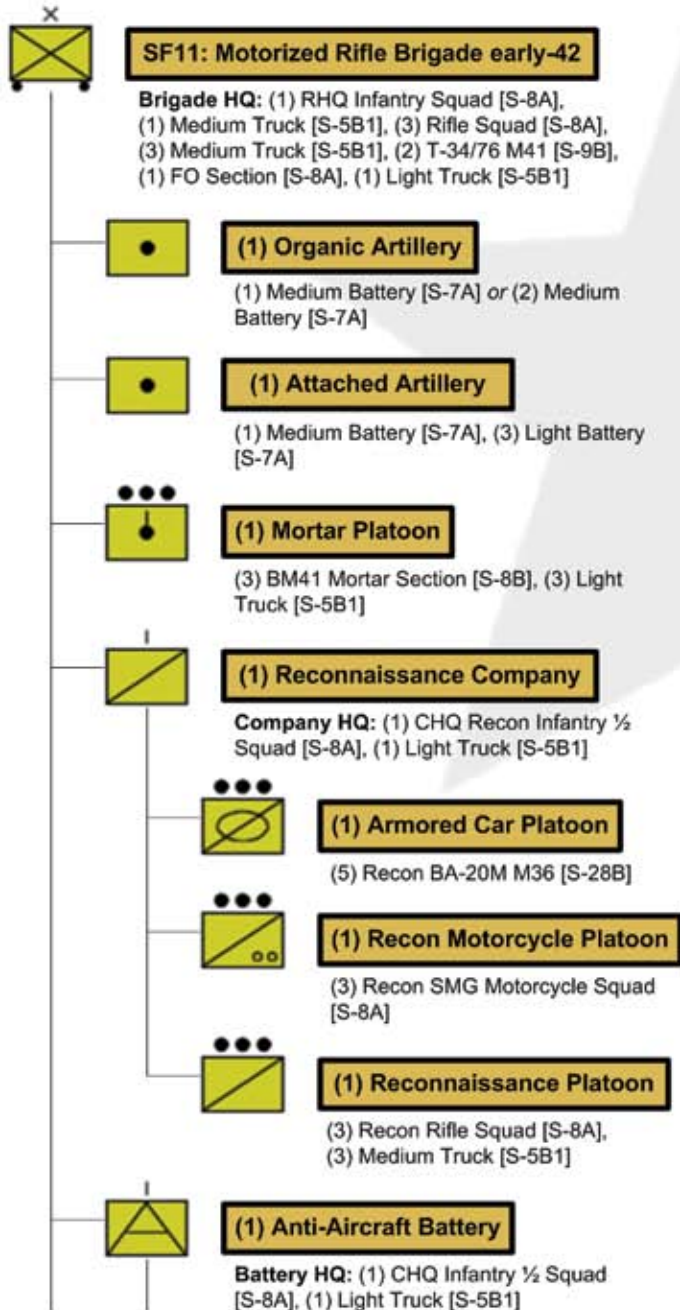 SF11: Motorized Rifle Brigade early-42
Brigade HQ: (1) RHQ Infantry Squad [S-8A],
(1) Medium Truck [S-5B1], (3) Rifle Squad [S-8A],
(3) Medium Truck [S-5B1], (2) T-34/76 M41 [S-9B],
(1) FO Section [S-8A], (1) Light Truck [S-5B1]
(1) Organic Artillery
(1) Medium Battery [S-7A] or (2) Medium
Battery [S-7A]
(1) Attached Artillery
(1) Medium Battery [S-7A], (3) Light Battery
[S-7A]
(1) Mortar Platoon
(3) BM41 Mortar Section [S-8B], (3) Light
Truck [S-5B1]
(1) Reconnaissance Company
Company HQ: (1) CHQ Recon Infantry ½
Squad [S-8A], (1) Light Truck [S-5B1]
(1) Armored Car Platoon
(5) Recon BA-20M M36 [S-28B]
(1) Recon Motorcycle Platoon
(3) Recon SMG Motorcycle Squad
[S-8A]
(1) Reconnaissance Platoon
(3) Recon Rifle Squad [S-8A],
(3) Medium Truck [S-5B1]
(1) Anti-Aircraft Battery
Battery HQ: (1) CHQ Infantry ½ Squad
[S-8A], (1) Light Truck [S-5B1]